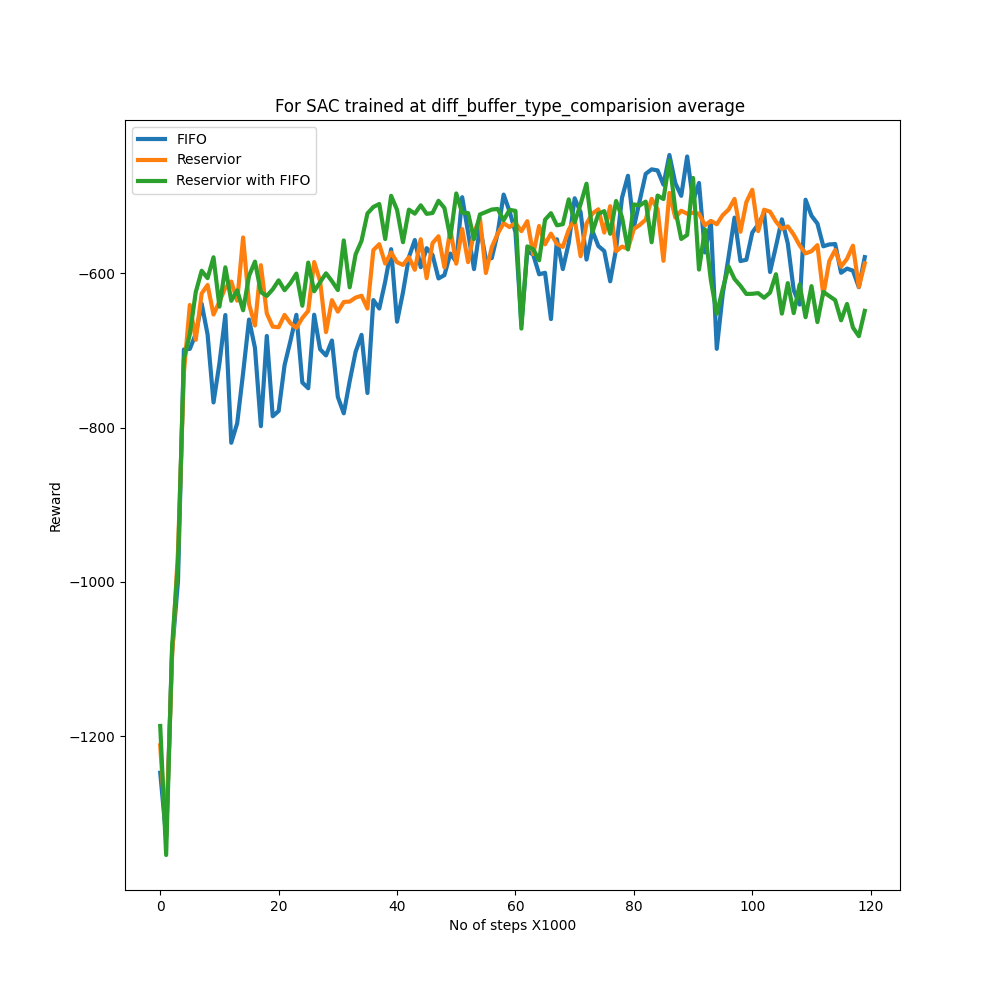 For SAC trained at diff_buffer_type_comparision average
FIFO
Reservior
Reservior with FIFO
−600
−800
−1000
−1200
Reward
0 20 40 60 80 100 120
No of steps X1000